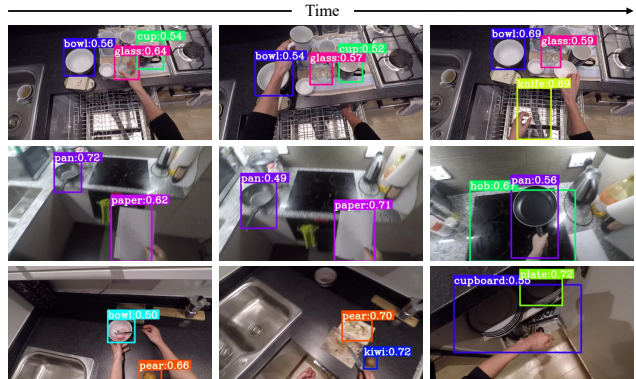 Time
bowl:0.56
glass:0.64
cup:0.54
bowl:0.54
glass:0.57
cup:0.52
bowl:0.69
glass:0.59
knife:0.69
pan:0.72
paper:0.62
pan:0.49
paper:0.71
hob:0.6
pan:0.56
bowl:0.50
pear:0.66
pear:0.70
kiwi:0.72
cupboard:0.55
plate:0.72